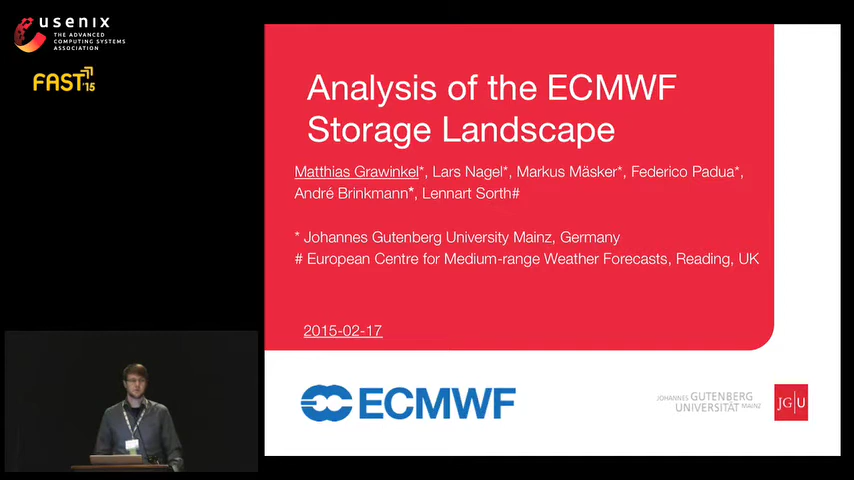 usenix
THE ADVANCED
COMPUTING SYSTEMS
ASSOCIATION
FAST'15
Analysis of the ECMWF
Storage Landscape
Matthias Grawinkel*, Lars Nagel*, Markus Mäsker*, Federico Padua*,
André Brinkmann*, Lennart Sorth#
* Johannes Gutenberg University Mainz, Germany
# European Centre for Medium-range Weather Forecasts, Reading, UK
2015-02-17
ECMWF
JOHANNES GUTENBERG
UNIVERSITÄT MAINZ
JG|U